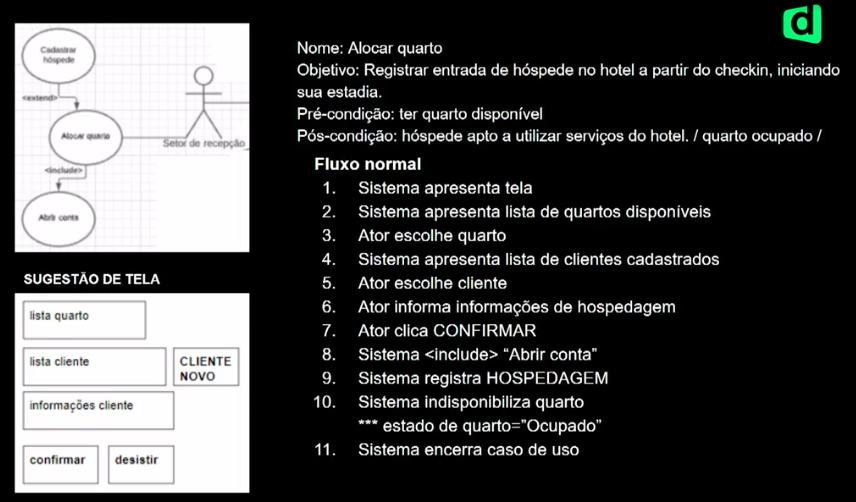 Cadastrar
hóspede
<extend>
Alocar quarto
Setor de recepção
<include>
Abrir conta
SUGESTÃO DE TELA
lista quarto
lista cliente
CLIENTE
NOVO
informações cliente
confirmar
desistir
d
Nome: Alocar quarto
Objetivo: Registrar entrada de hóspede no hotel a partir do checkin, iniciando
sua estadia.
Pré-condição: ter quarto disponível
Pós-condição: hóspede apto a utilizar serviços do hotel. / quarto ocupado /
Fluxo normal
1. Sistema apresenta tela
2. Sistema apresenta lista de quartos disponíveis
3. Ator escolhe quarto
4. Sistema apresenta lista de clientes cadastrados
5. Ator escolhe cliente
6. Ator informa informações de hospedagem
7. Ator clica CONFIRMAR
8. Sistema <include> “Abrir conta”
9. Sistema registra HOSPEDAGEM
10. Sistema indisponibiliza quarto
*** estado de quarto=”Ocupado”
11. Sistema encerra caso de uso